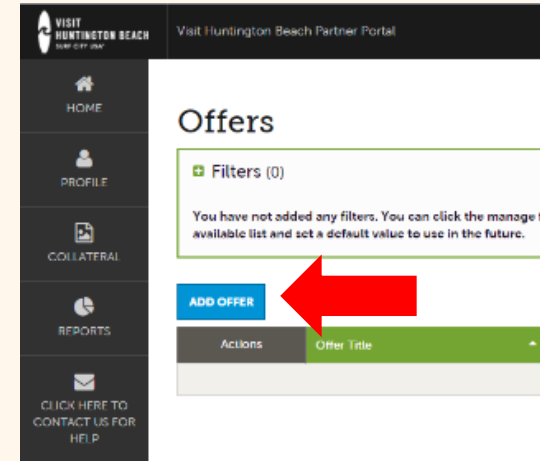 VISIT
HUNTINGTON BEACH
SURF CITY USA
Visit Huntington Beach Partner Portal
HOME
Offers
PROFILE
Filters (0)
You have not added any filters. You can click the manage
available list and set a default value to use in the future.
COLLATERAL
ADD OFFER
REPORTS
Actions Offer Title
CLICK HERE TO
CONTACT US FOR
HELP